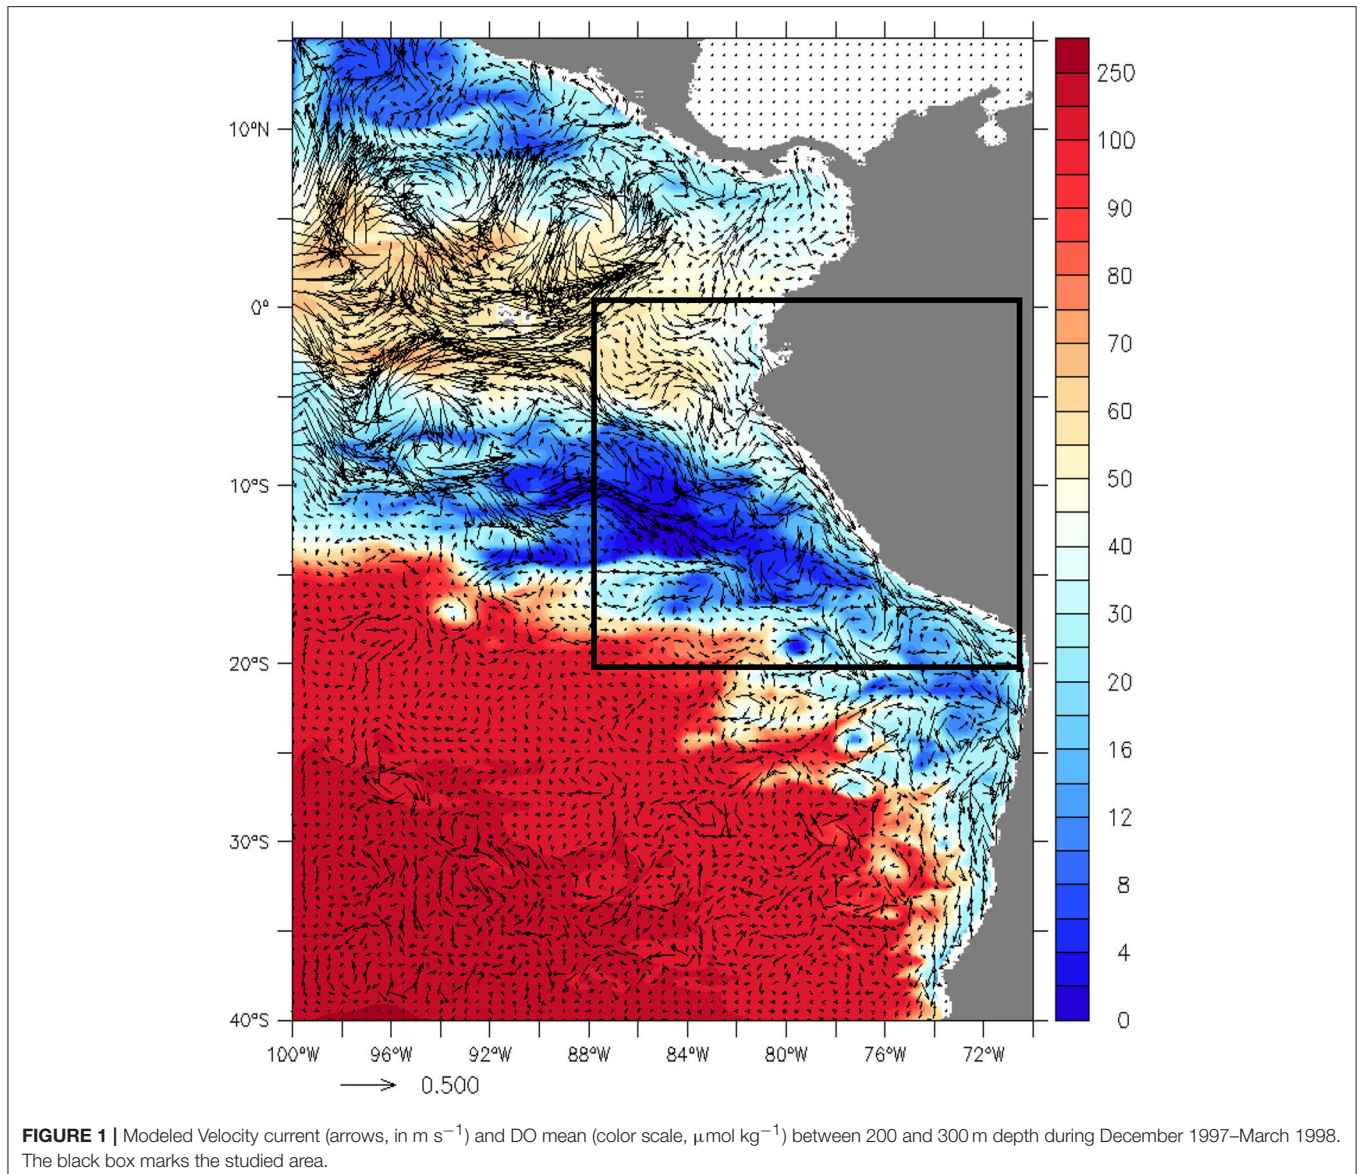 10°N
0°
10°S
20°S
30°S
40°S
100°W 96°W 92°W 88°W 84°W 80°W 76°W 72°W
0.500
250
100
90
80
70
60
50
40
30
20
16
12
8
4
0
FIGURE 1 | Modeled Velocity current (arrows, in m s⁻¹) and DO mean (color scale, μmol kg⁻¹) between 200 and 300 m depth during December 1997–March 1998.
The black box marks the studied area.